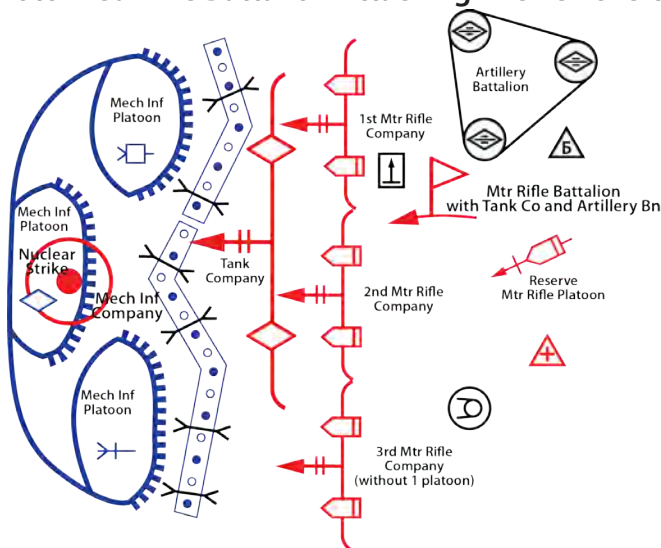 Mech Inf
Platoon
Mech Inf
Platoon
Nuclear
Strike
Mech Inf
Company
Mech Inf
Platoon
Tank
Company
1st Mtr Rifle
Company
2nd Mtr Rifle
Company
3rd Mtr Rifle
Company
(without 1 platoon)
Artillery
Battalion
Б
Mtr Rifle Battalion
with Tank Co and Artillery Bn
Reserve
Mtr Rifle Platoon